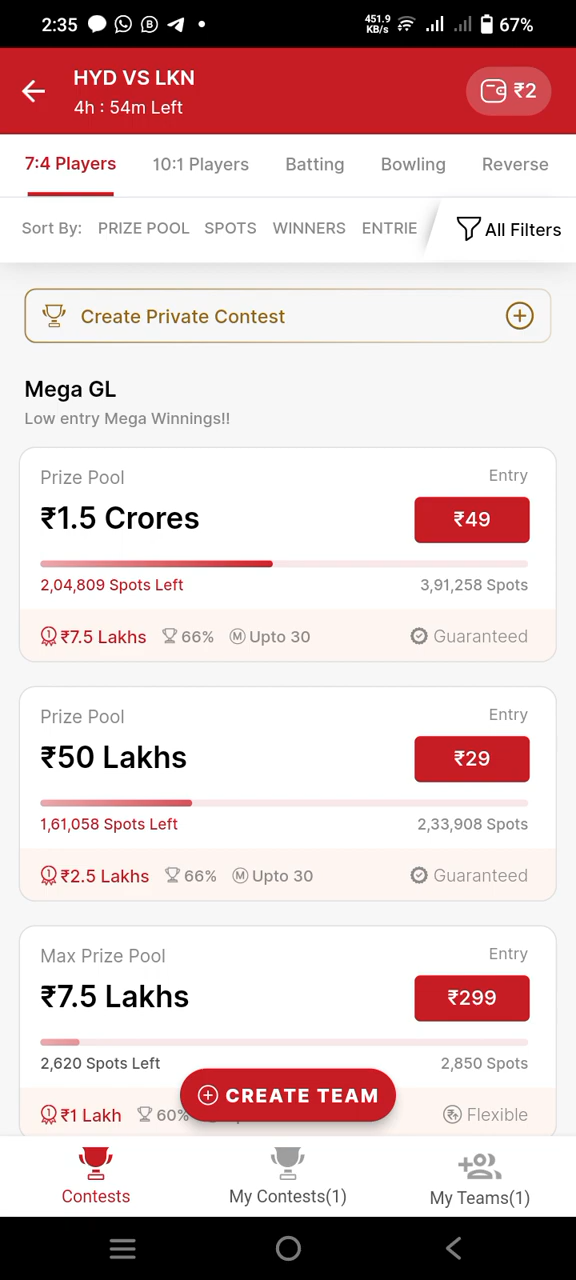 2:35 451.9 KB/s 67%
HYD VS LKN
4h : 54m Left
₹2
7:4 Players 10:1 Players Batting Bowling Reverse
Sort By: PRIZE POOL SPOTS WINNERS ENTRIE All Filters
Create Private Contest
Mega GL
Low entry Mega Winnings!!
Prize Pool Entry
₹1.5 Crores ₹49
2,04,809 Spots Left 3,91,258 Spots
₹7.5 Lakhs 66% M Upto 30 Guaranteed
Prize Pool Entry
₹50 Lakhs ₹29
1,61,058 Spots Left 2,33,908 Spots
₹2.5 Lakhs 66% M Upto 30 Guaranteed
Max Prize Pool Entry
₹7.5 Lakhs ₹299
2,620 Spots Left 2,850 Spots
₹1 Lakh 60% Flexible
CREATE TEAM
Contests My Contests(1) My Teams(1)